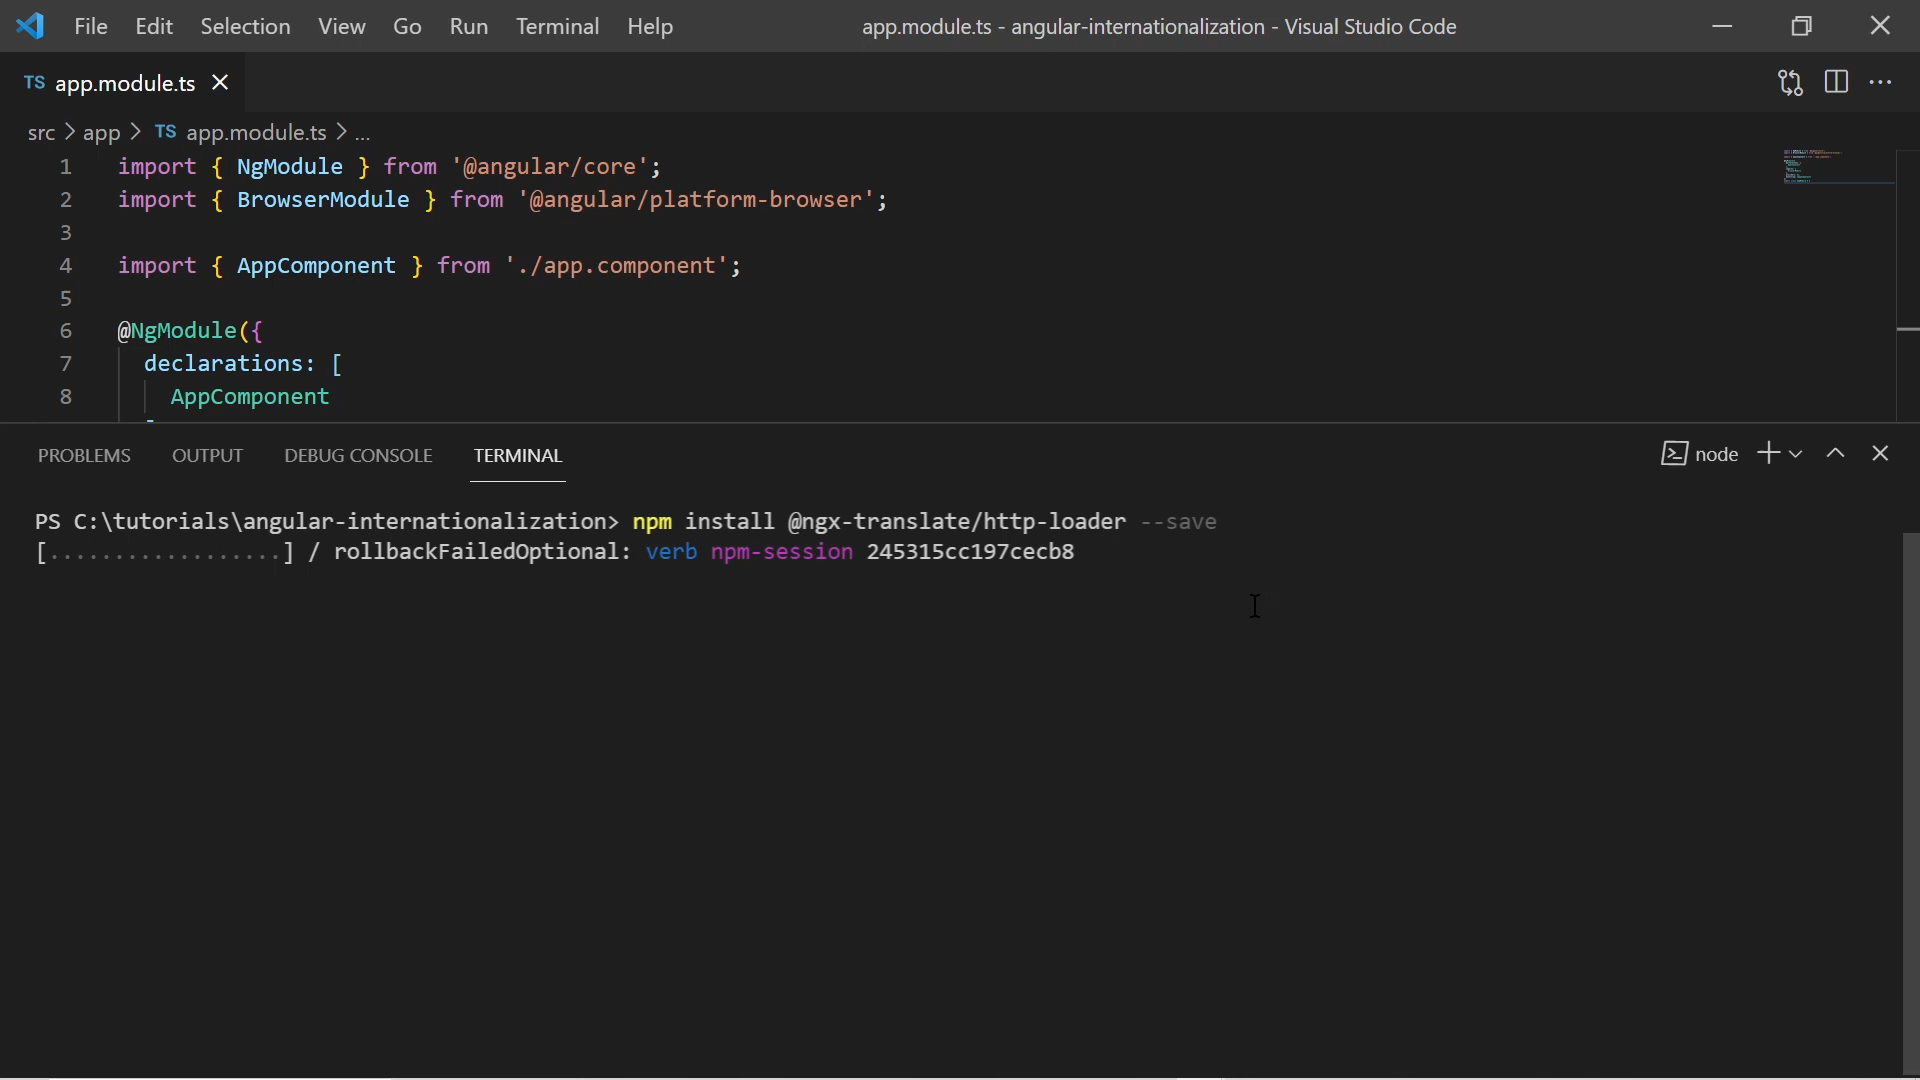 File Edit Selection View Go Run Terminal Help app.module.ts - angular-internationalization - Visual Studio Code
TS app.module.ts
src > app > TS app.module.ts > ...
1 import { NgModule } from '@angular/core';
2 import { BrowserModule } from '@angular/platform-browser';
3
4 import { AppComponent } from './app.component';
5
6 @NgModule({
7 declarations: [
8 AppComponent
PROBLEMS OUTPUT DEBUG CONSOLE TERMINAL node
PS C:\tutorials\angular-internationalization> npm install @ngx-translate/http-loader --save
[..................] / rollbackFailedOptional: verb npm-session 245315cc197cecb8